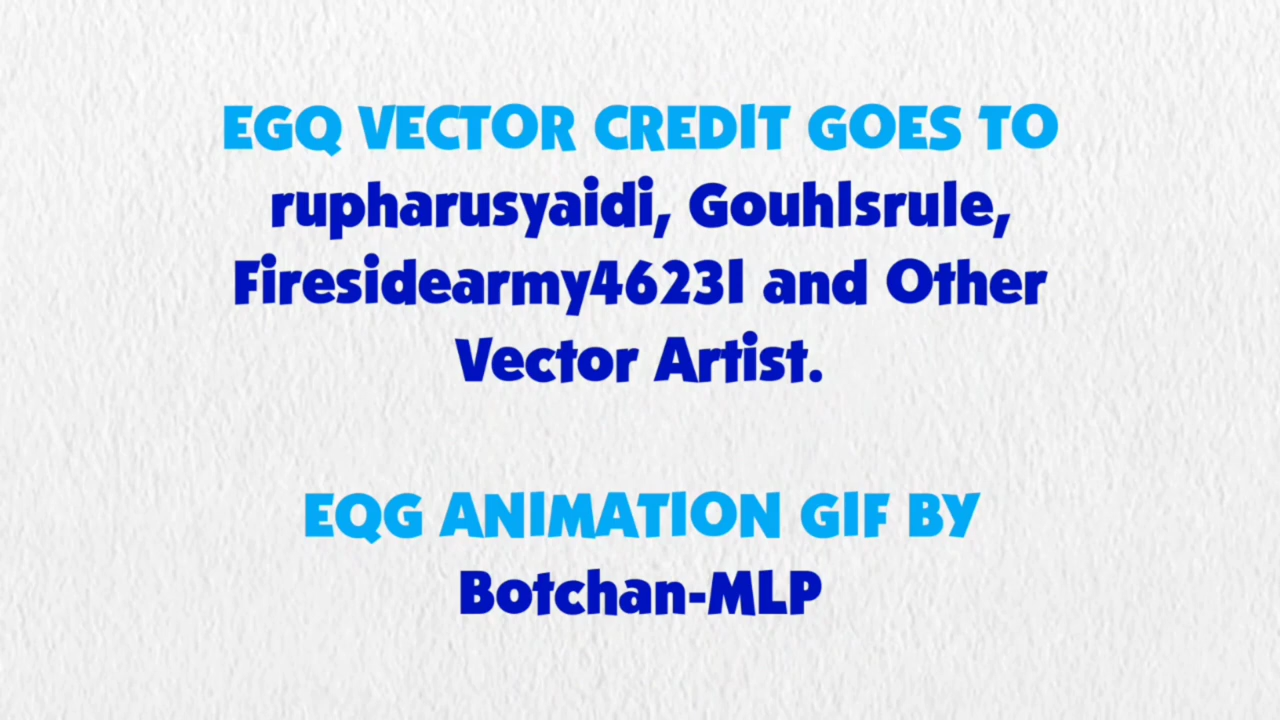 EGQ VECTOR CREDIT GOES TO
rupharusyaidi, Gouhlsrule,
Firesidearmy46231 and Other
Vector Artist.
EQG ANIMATION GIF BY
Botchan-MLP